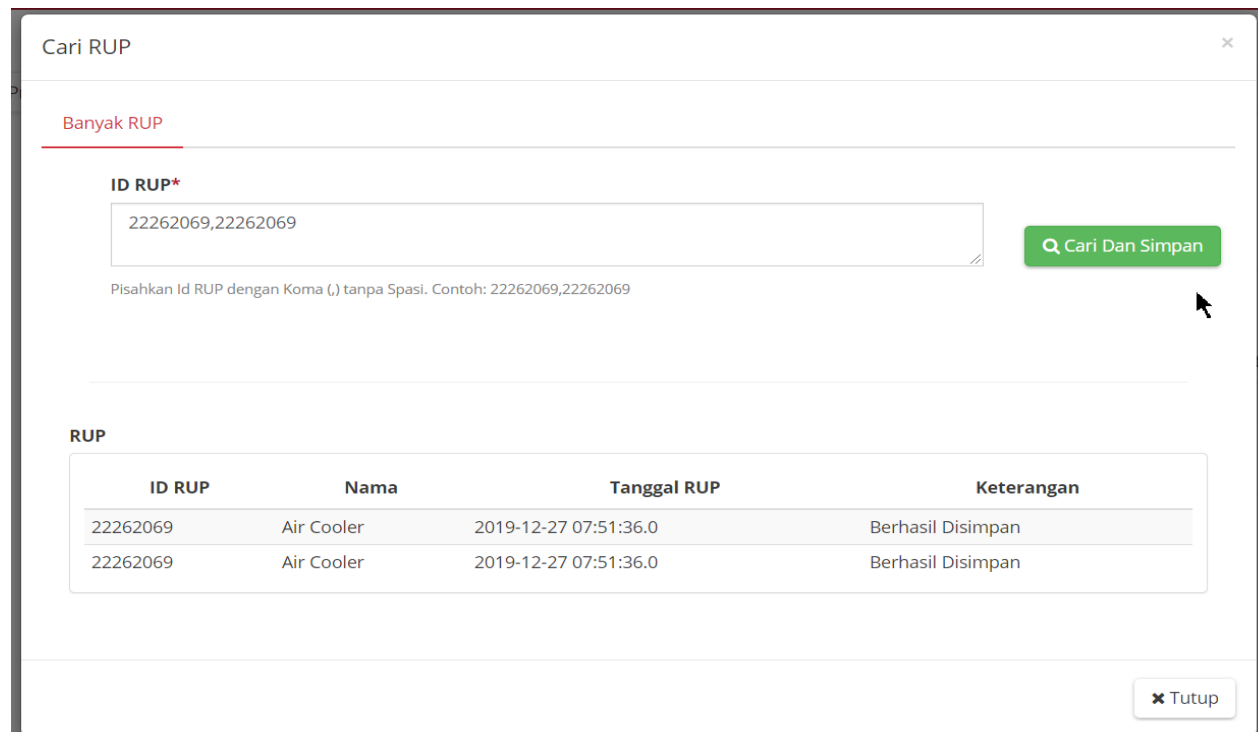 Cari RUP
×
Banyak RUP
ID RUP*
22262069,22262069
Cari Dan Simpan
Pisahkan Id RUP dengan Koma (,) tanpa Spasi. Contoh: 22262069,22262069
RUP
ID RUP Nama Tanggal RUP Keterangan
22262069 Air Cooler 2019-12-27 07:51:36.0 Berhasil Disimpan
22262069 Air Cooler 2019-12-27 07:51:36.0 Berhasil Disimpan
Tutup